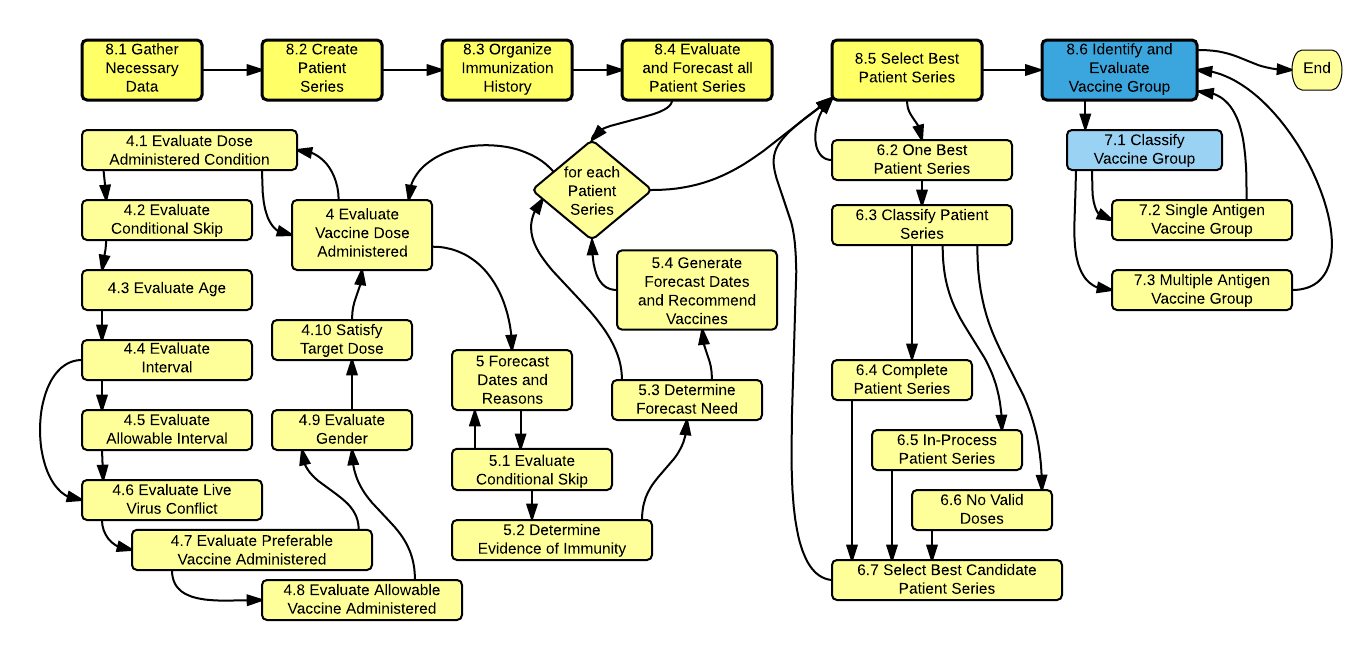 8.1 Gather
Necessary
Data
8.2 Create
Patient
Series
8.3 Organize
Immunization
History
8.4 Evaluate
and Forecast all
Patient Series
8.5 Select Best
Patient Series
8.6 Identify and
Evaluate
Vaccine Group
End
4.1 Evaluate Dose
Administered Condition
4.2 Evaluate
Conditional Skip
4.3 Evaluate Age
4.4 Evaluate
Interval
4.5 Evaluate
Allowable Interval
4.6 Evaluate Live
Virus Conflict
4.7 Evaluate Preferable
Vaccine Administered
4.8 Evaluate Allowable
Vaccine Administered
4.9 Evaluate
Gender
4.10 Satisfy
Target Dose
4 Evaluate
Vaccine Dose
Administered
for each
Patient
Series
5 Forecast
Dates and
Reasons
5.1 Evaluate
Conditional Skip
5.2 Determine
Evidence of Immunity
5.3 Determine
Forecast Need
5.4 Generate
Forecast Dates
and Recommend
Vaccines
6.2 One Best
Patient Series
6.3 Classify Patient
Series
6.4 Complete
Patient Series
6.5 In-Process
Patient Series
6.6 No Valid
Doses
6.7 Select Best Candidate
Patient Series
7.1 Classify
Vaccine Group
7.2 Single Antigen
Vaccine Group
7.3 Multiple Antigen
Vaccine Group